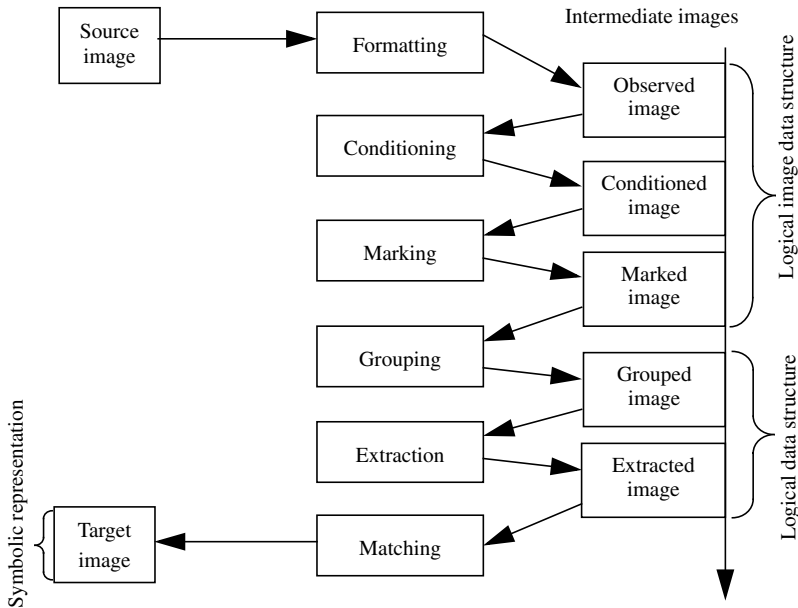 Intermediate images
Source
image
Formatting
Observed
image
Conditioning
Conditioned
image
Marking
Marked
image
Grouping
Grouped
image
Extraction
Extracted
image
Matching
Target
image
Logical image data structure
Logical data structure
Symbolic representation